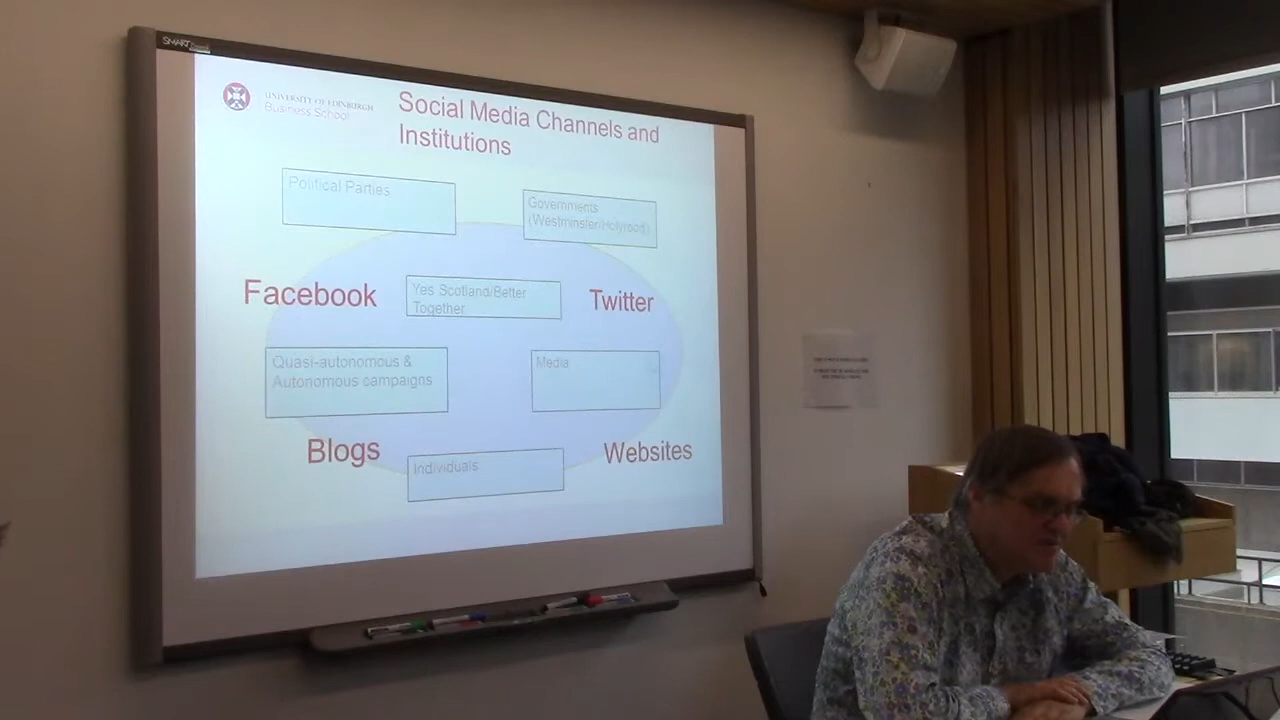 SMART
UNIVERSITY OF EDINBURGH
Business School
Social Media Channels and
Institutions
Political Parties
Governments
(Westminster/Holyrood)
Facebook
Yes Scotland/Better
Together
Twitter
Quasi-autonomous &
Autonomous campaigns
Media
Blogs
Individuals
Websites